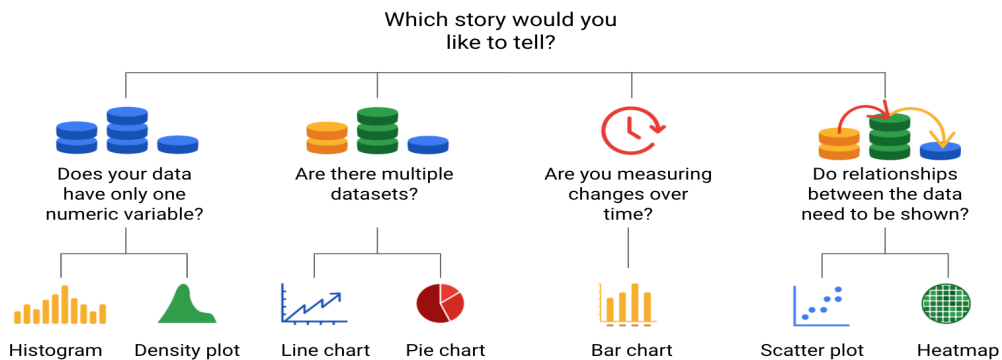 Which story would you
like to tell?
Does your data
have only one
numeric variable?
Are there multiple
datasets?
Are you measuring
changes over
time?
Do relationships
between the data
need to be shown?
Histogram
Density plot
Line chart
Pie chart
Bar chart
Scatter plot
Heatmap